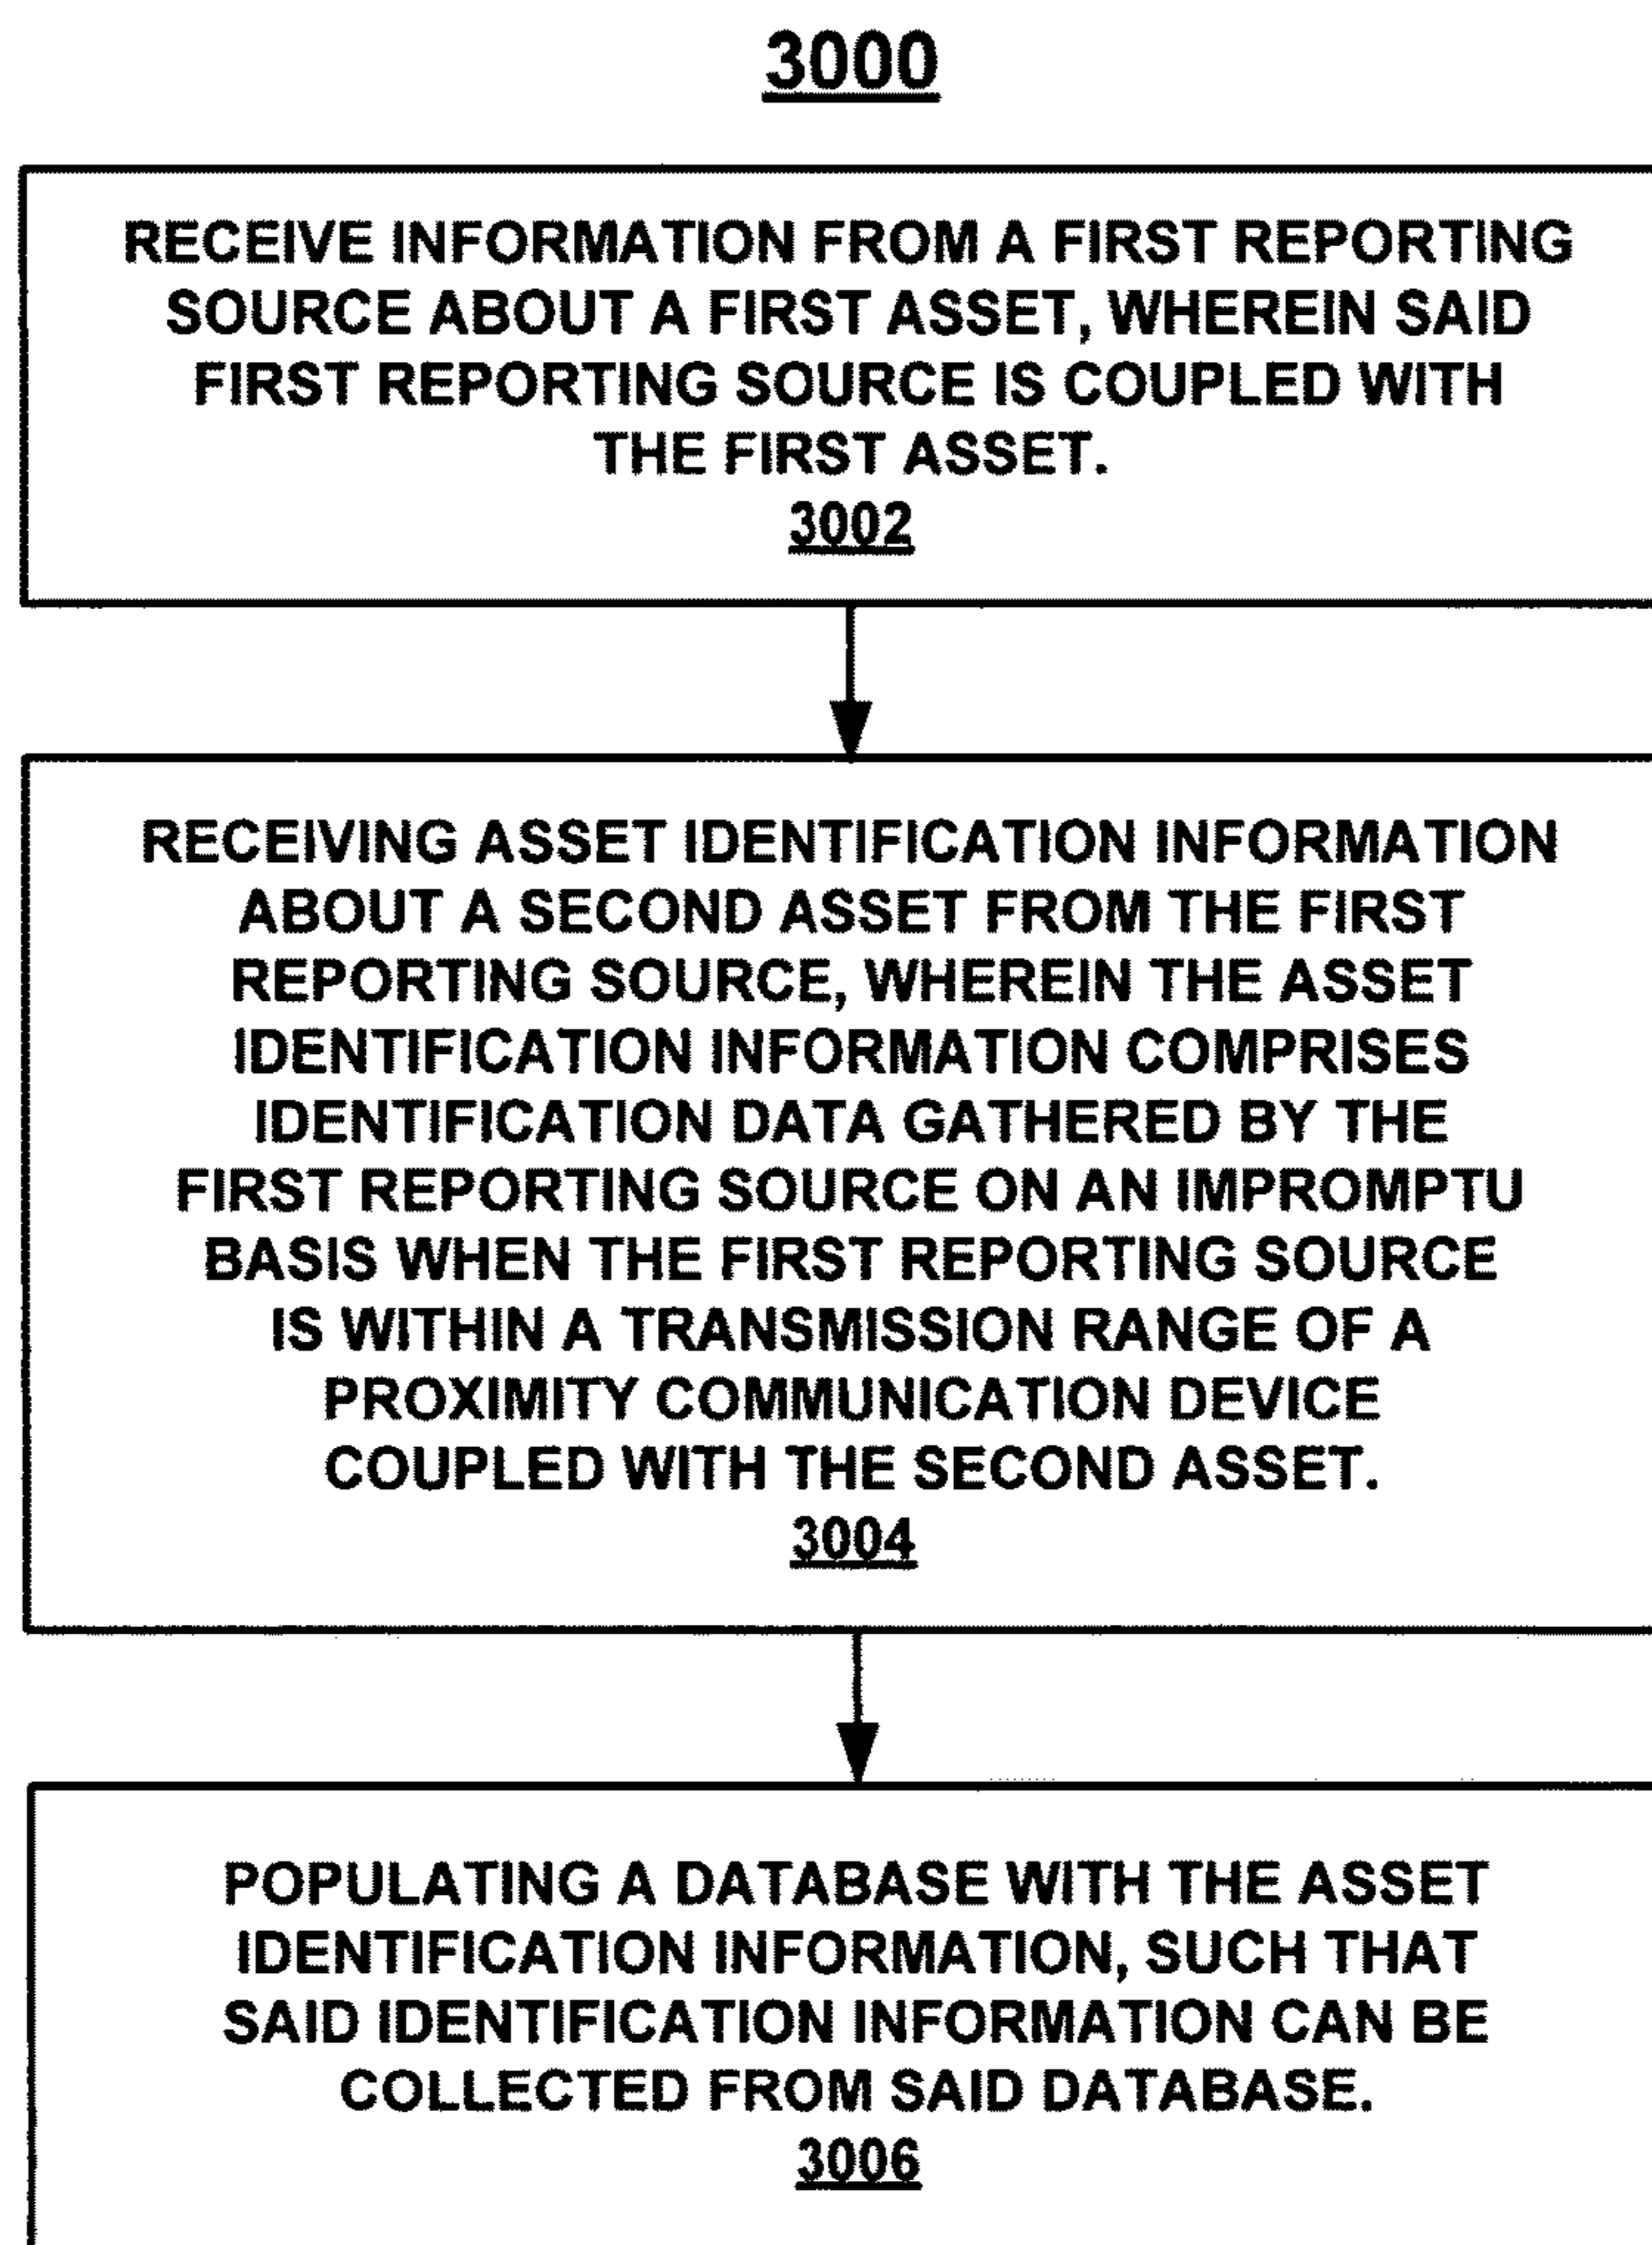 3000
RECEIVE INFORMATION FROM A FIRST REPORTING
SOURCE ABOUT A FIRST ASSET, WHEREIN SAID
FIRST REPORTING SOURCE IS COUPLED WITH
THE FIRST ASSET.
3002
RECEIVING ASSET IDENTIFICATION INFORMATION
ABOUT A SECOND ASSET FROM THE FIRST
REPORTING SOURCE, WHEREIN THE ASSET
IDENTIFICATION INFORMATION COMPRISES
IDENTIFICATION DATA GATHERED BY THE
FIRST REPORTING SOURCE ON AN IMPROMPTU
BASIS WHEN THE FIRST REPORTING SOURCE
IS WITHIN A TRANSMISSION RANGE OF A
PROXIMITY COMMUNICATION DEVICE
COUPLED WITH THE SECOND ASSET.
3004
POPULATING A DATABASE WITH THE ASSET
IDENTIFICATION INFORMATION, SUCH THAT
SAID IDENTIFICATION INFORMATION CAN BE
COLLECTED FROM SAID DATABASE.
3006